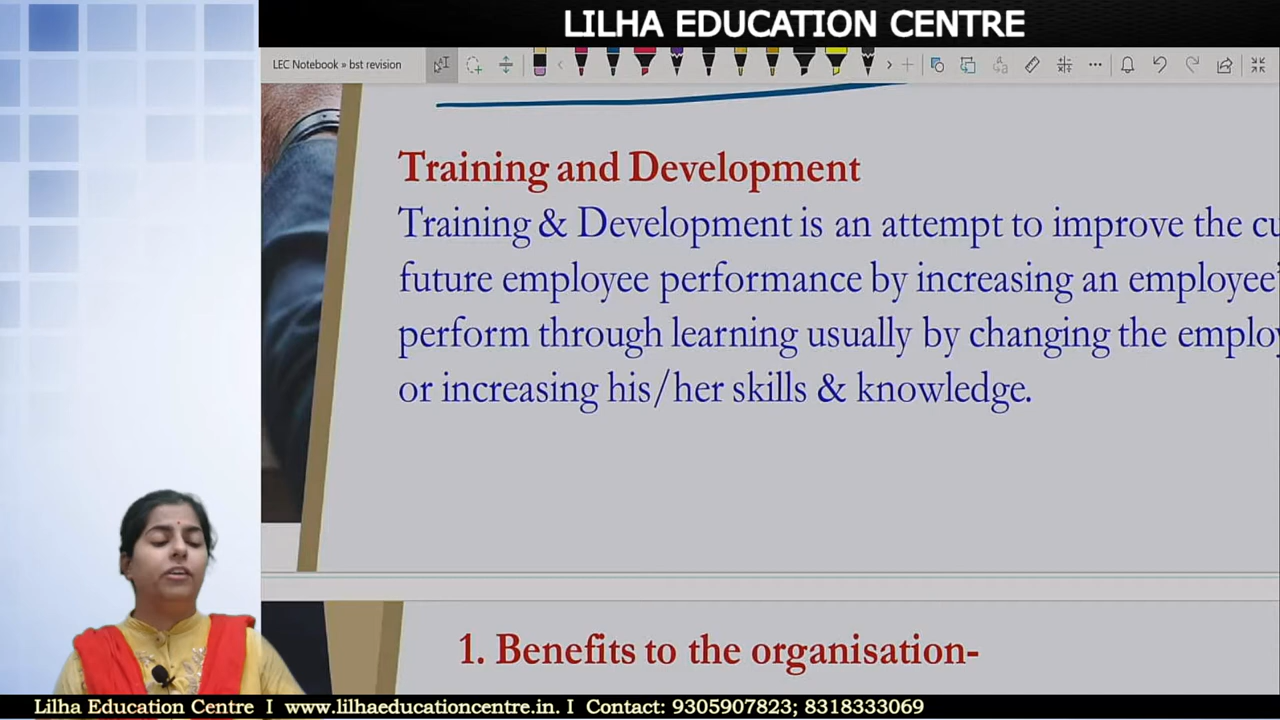 LILHA EDUCATION CENTRE
LEC Notebook » bst revision
Training and Development
Training & Development is an attempt to improve the
future employee performance by increasing an employee'
perform through learning usually by changing the
or increasing his/her skills & knowledge.
1. Benefits to the organisation-
Lilha Education Centre I www.lilhaeducationcentre.in. I Contact: 9305907823; 8318333069